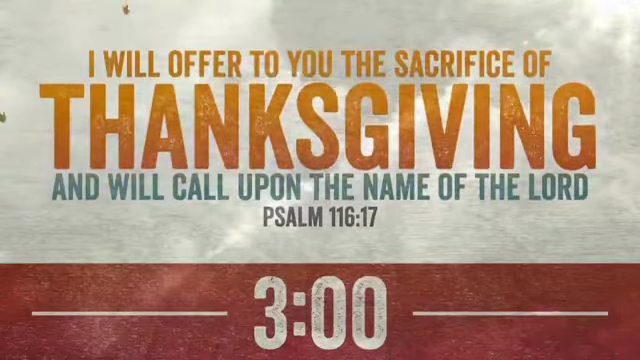 I WILL OFFER TO YOU THE SACRIFICE OF
THANKSGIVING
AND WILL CALL UPON THE NAME OF THE LORD
PSALM 116:17
3:00